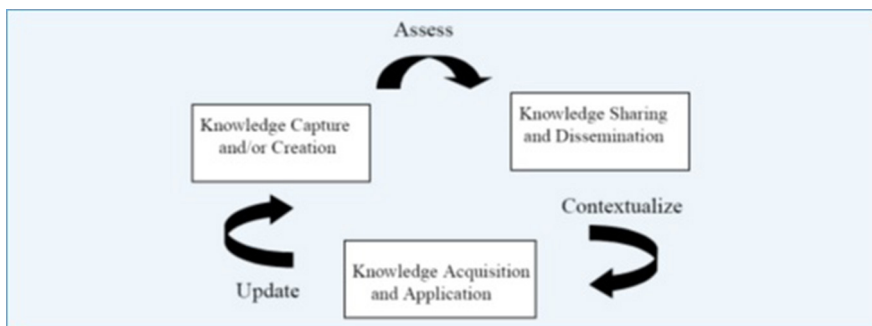 Assess
Knowledge Capture
and/or Creation
Knowledge Sharing
and Dissemination
Contextualize
Knowledge Acquisition
and Application
Update